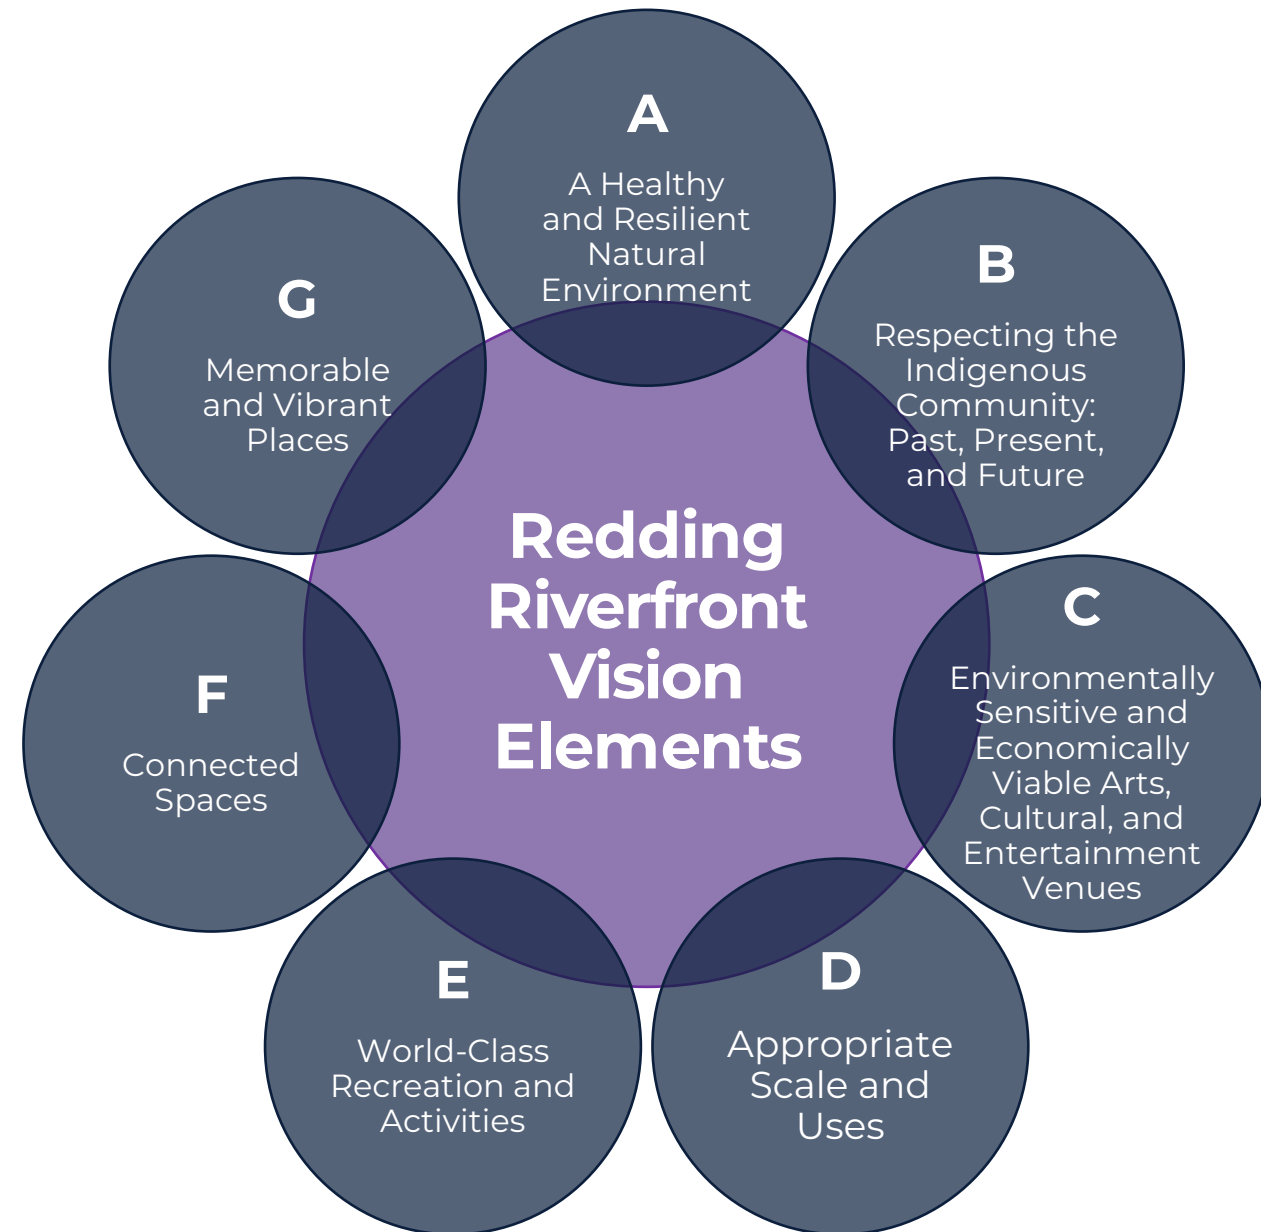 A
A Healthy
and Resilient
Natural
Environment
B
Respecting the
Indigenous
Community:
Past, Present,
and Future
C
Environmentally
Sensitive and
Economically
Viable Arts,
Cultural, and
Entertainment
Venues
D
Appropriate
Scale and
Uses
E
World-Class
Recreation and
Activities
F
Connected
Spaces
G
Memorable
and Vibrant
Places
Redding
Riverfront
Vision
Elements